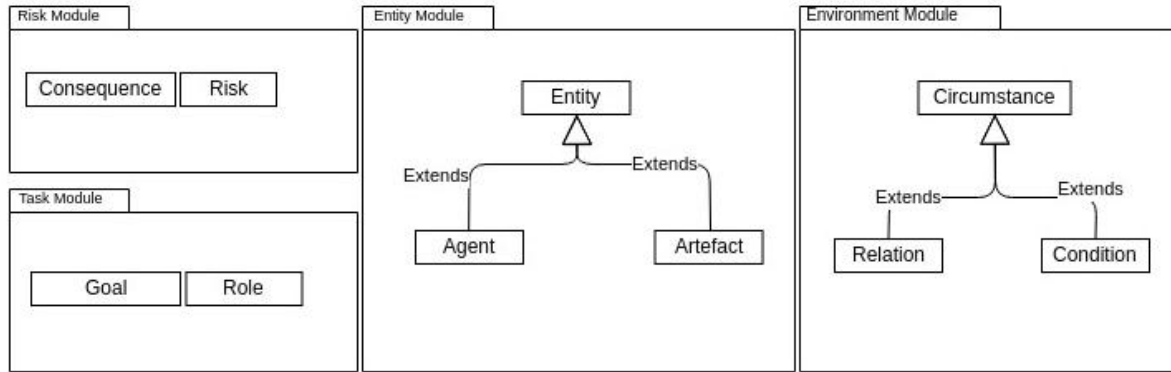 Risk Module
Consequence
Risk
Task Module
Goal
Role
Entity Module
Entity
Extends
Extends
Agent
Artefact
Environment Module
Circumstance
Extends
Extends
Relation
Condition